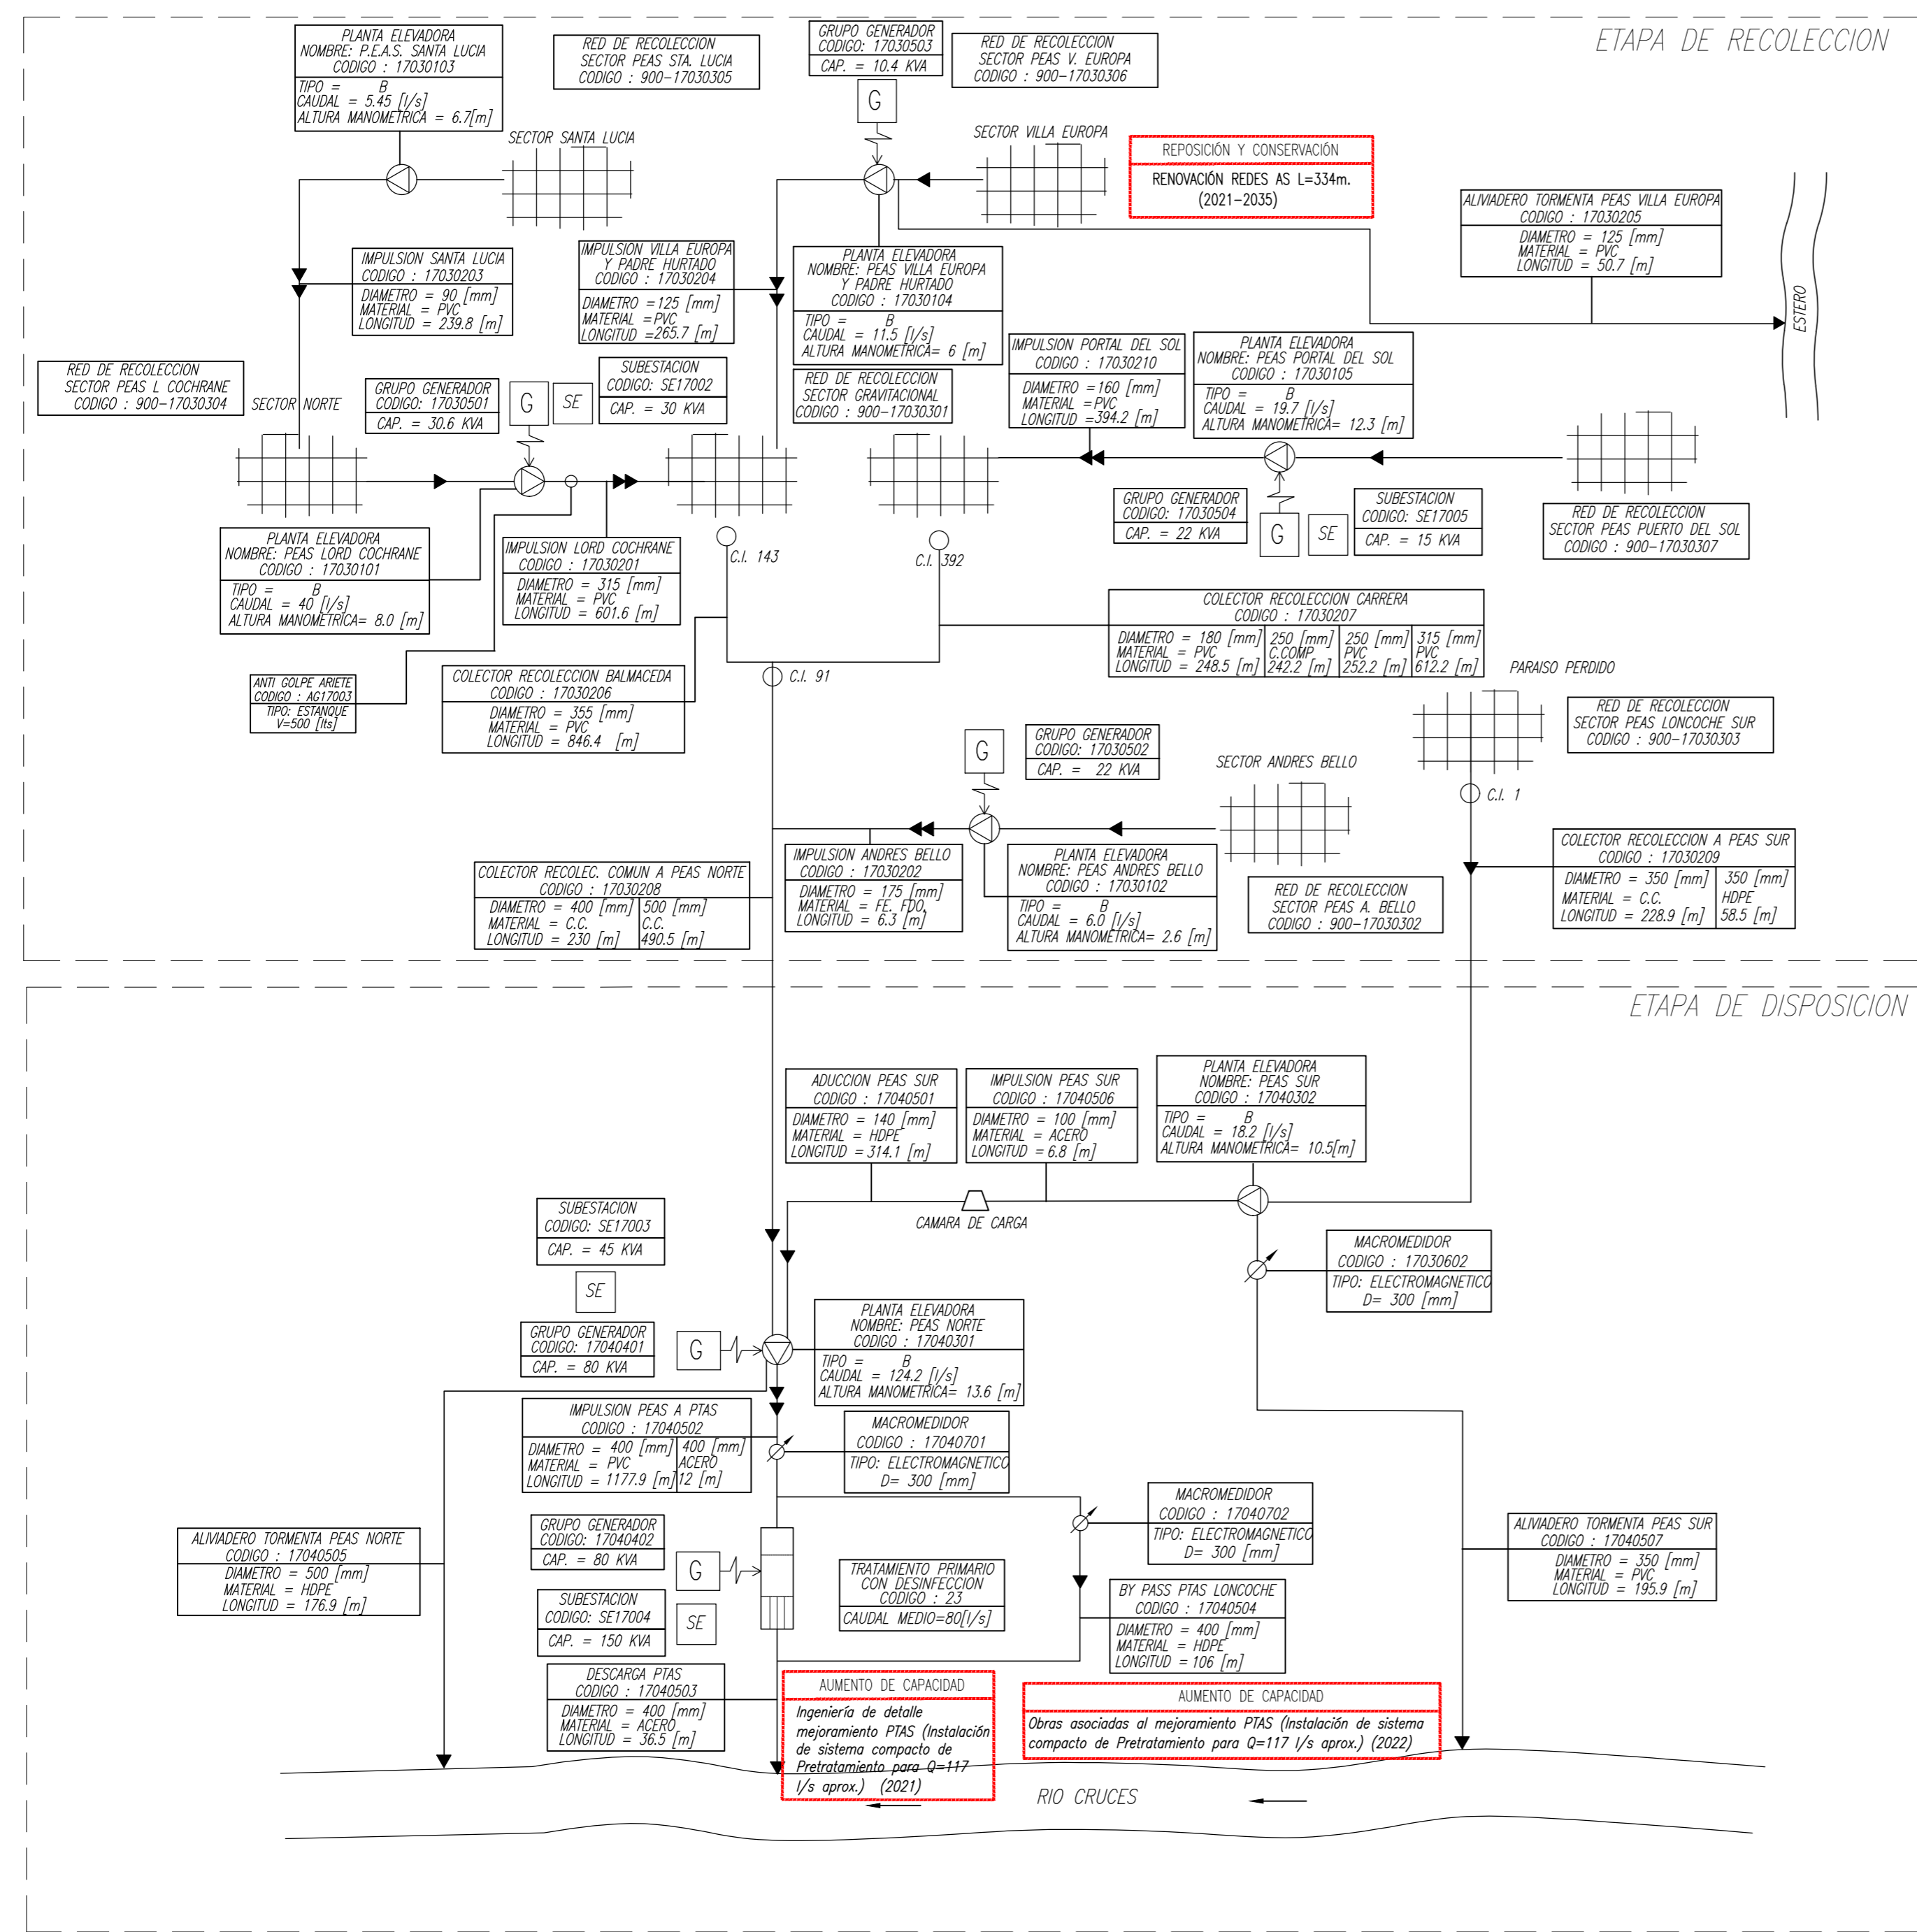 ETAPA DE RECOLECCION
PLANTA ELEVADORA
NOMBRE: P.E.A.S. SANTA LUCIA
CODIGO : 17030103
TIPO = B
CAUDAL = 5.45 [l/s]
ALTURA MANOMETRICA = 6.7[m]
RED DE RECOLECCION
SECTOR PEAS STA. LUCIA
CODIGO : 900-17030305
GRUPO GENERADOR
CODIGO: 17030503
CAP. = 10.4 KVA
G
RED DE RECOLECCION
SECTOR PEAS V. EUROPA
CODIGO : 900-17030306
SECTOR SANTA LUCIA
SECTOR VILLA EUROPA
REPOSICIÓN Y CONSERVACIÓN
RENOVACIÓN REDES AS L=334m.
(2021-2035)
ALIVIADERO TORMENTA PEAS VILLA EUROPA
CODIGO : 17030205
DIAMETRO = 125 [mm]
MATERIAL = PVC
LONGITUD = 50.7 [m]
ESTERO
IMPULSION SANTA LUCIA
CODIGO : 17030203
DIAMETRO = 90 [mm]
MATERIAL = PVC
LONGITUD = 239.8 [m]
IMPULSION VILLA EUROPA
Y PADRE HURTADO
CODIGO : 17030204
DIAMETRO =125 [mm]
MATERIAL =PVC
LONGITUD =265.7 [m]
PLANTA ELEVADORA
NOMBRE: PEAS VILLA EUROPA
Y PADRE HURTADO
CODIGO : 17030104
TIPO = B
CAUDAL = 11.5 [l/s]
ALTURA MANOMETRICA= 6 [m]
IMPULSION PORTAL DEL SOL
CODIGO : 17030210
DIAMETRO =160 [mm]
MATERIAL =PVC
LONGITUD =394.2 [m]
PLANTA ELEVADORA
NOMBRE: PEAS PORTAL DEL SOL
CODIGO : 17030105
TIPO = B
CAUDAL = 19.7 [l/s]
ALTURA MANOMETRICA= 12.3 [m]
RED DE RECOLECCION
SECTOR PEAS L COCHRANE
CODIGO : 900-17030304
SECTOR NORTE
GRUPO GENERADOR
CODIGO: 17030501
CAP. = 30.6 KVA
G
SE
SUBESTACION
CODIGO: SE17002
CAP. = 30 KVA
RED DE RECOLECCION
SECTOR GRAVITACIONAL
CODIGO : 900-17030301
GRUPO GENERADOR
CODIGO: 17030504
CAP. = 22 KVA
G
SE
SUBESTACION
CODIGO: SE17005
CAP. = 15 KVA
RED DE RECOLECCION
SECTOR PEAS PUERTO DEL SOL
CODIGO : 900-17030307
PLANTA ELEVADORA
NOMBRE: PEAS LORD COCHRANE
CODIGO : 17030101
TIPO = B
CAUDAL = 40 [l/s]
ALTURA MANOMETRICA= 8.0 [m]
IMPULSION LORD COCHRANE
CODIGO : 17030201
DIAMETRO = 315 [mm]
MATERIAL = PVC
LONGITUD = 601.6 [m]
C.I. 143
C.I. 392
COLECTOR RECOLECCION CARRERA
CODIGO : 17030207
DIAMETRO = 180 [mm] 250 [mm] 250 [mm] 315 [mm]
MATERIAL = PVC C.COMP PVC PVC
LONGITUD = 248.5 [m] 242.2 [m] 252.2 [m] 612.2 [m]
ANTI GOLPE ARIETE
CODIGO : AG17003
TIPO: ESTANQUE
V=500 [lts]
COLECTOR RECOLECCION BALMACEDA
CODIGO : 17030206
DIAMETRO = 355 [mm]
MATERIAL = PVC
LONGITUD = 846.4 [m]
C.I. 91
PARAISO PERDIDO
RED DE RECOLECCION
SECTOR PEAS LONCOCHE SUR
CODIGO : 900-17030303
G
GRUPO GENERADOR
CODIGO: 17030502
CAP. = 22 KVA
SECTOR ANDRES BELLO
C.I. 1
COLECTOR RECOLEC. COMUN A PEAS NORTE
CODIGO : 17030208
DIAMETRO = 400 [mm] 500 [mm]
MATERIAL = C.C. C.C.
LONGITUD = 230 [m] 490.5 [m]
IMPULSION ANDRES BELLO
CODIGO : 17030202
DIAMETRO = 175 [mm]
MATERIAL = FE. FDO.
LONGITUD = 6.3 [m]
PLANTA ELEVADORA
NOMBRE: PEAS ANDRES BELLO
CODIGO : 17030102
TIPO = B
CAUDAL = 6.0 [l/s]
ALTURA MANOMETRICA= 2.6 [m]
RED DE RECOLECCION
SECTOR PEAS A. BELLO
CODIGO : 900-17030302
COLECTOR RECOLECCION A PEAS SUR
CODIGO : 17030209
DIAMETRO = 350 [mm] 350 [mm]
MATERIAL = C.C. HDPE
LONGITUD = 228.9 [m] 58.5 [m]
ETAPA DE DISPOSICION
ADUCCION PEAS SUR
CODIGO : 17040501
DIAMETRO = 140 [mm]
MATERIAL = HDPE
LONGITUD = 314.1 [m]
IMPULSION PEAS SUR
CODIGO : 17040506
DIAMETRO = 100 [mm]
MATERIAL = ACERO
LONGITUD = 6.8 [m]
PLANTA ELEVADORA
NOMBRE: PEAS SUR
CODIGO : 17040302
TIPO = B
CAUDAL = 18.2 [l/s]
ALTURA MANOMETRICA= 10.5[m]
CAMARA DE CARGA
SUBESTACION
CODIGO: SE17003
CAP. = 45 KVA
SE
MACROMEDIDOR
CODIGO : 17030602
TIPO: ELECTROMAGNETICO
D= 300 [mm]
GRUPO GENERADOR
CODIGO: 17040401
CAP. = 80 KVA
G
PLANTA ELEVADORA
NOMBRE: PEAS NORTE
CODIGO : 17040301
TIPO = B
CAUDAL = 124.2 [l/s]
ALTURA MANOMETRICA= 13.6 [m]
IMPULSION PEAS A PTAS
CODIGO : 17040502
DIAMETRO = 400 [mm] 400 [mm]
MATERIAL = PVC ACERO
LONGITUD = 1177.9 [m] 12 [m]
MACROMEDIDOR
CODIGO : 17040701
TIPO: ELECTROMAGNETICO
D= 300 [mm]
MACROMEDIDOR
CODIGO : 17040702
TIPO: ELECTROMAGNETICO
D= 300 [mm]
ALIVIADERO TORMENTA PEAS NORTE
CODIGO : 17040505
DIAMETRO = 500 [mm]
MATERIAL = HDPE
LONGITUD = 176.9 [m]
GRUPO GENERADOR
CODIGO: 17040402
CAP. = 80 KVA
G
SUBESTACION
CODIGO: SE17004
CAP. = 150 KVA
SE
TRATAMIENTO PRIMARIO
CON DESINFECCION
CODIGO : 23
CAUDAL MEDIO=80[l/s]
BY PASS PTAS LONCOCHE
CODIGO : 17040504
DIAMETRO = 400 [mm]
MATERIAL = HDPE
LONGITUD = 106 [m]
ALIVIADERO TORMENTA PEAS SUR
CODIGO : 17040507
DIAMETRO = 350 [mm]
MATERIAL = PVC
LONGITUD = 195.9 [m]
DESCARGA PTAS
CODIGO : 17040503
DIAMETRO = 400 [mm]
MATERIAL = ACERO
LONGITUD = 36.5 [m]
AUMENTO DE CAPACIDAD
Ingeniería de detalle
mejoramiento PTAS (Instalación
de sistema compacto de
Pretratamiento para Q=117
l/s aprox.) (2021)
AUMENTO DE CAPACIDAD
Obras asociadas al mejoramiento PTAS (Instalación de sistema
compacto de Pretratamiento para Q=117 l/s aprox.) (2022)
RIO CRUCES